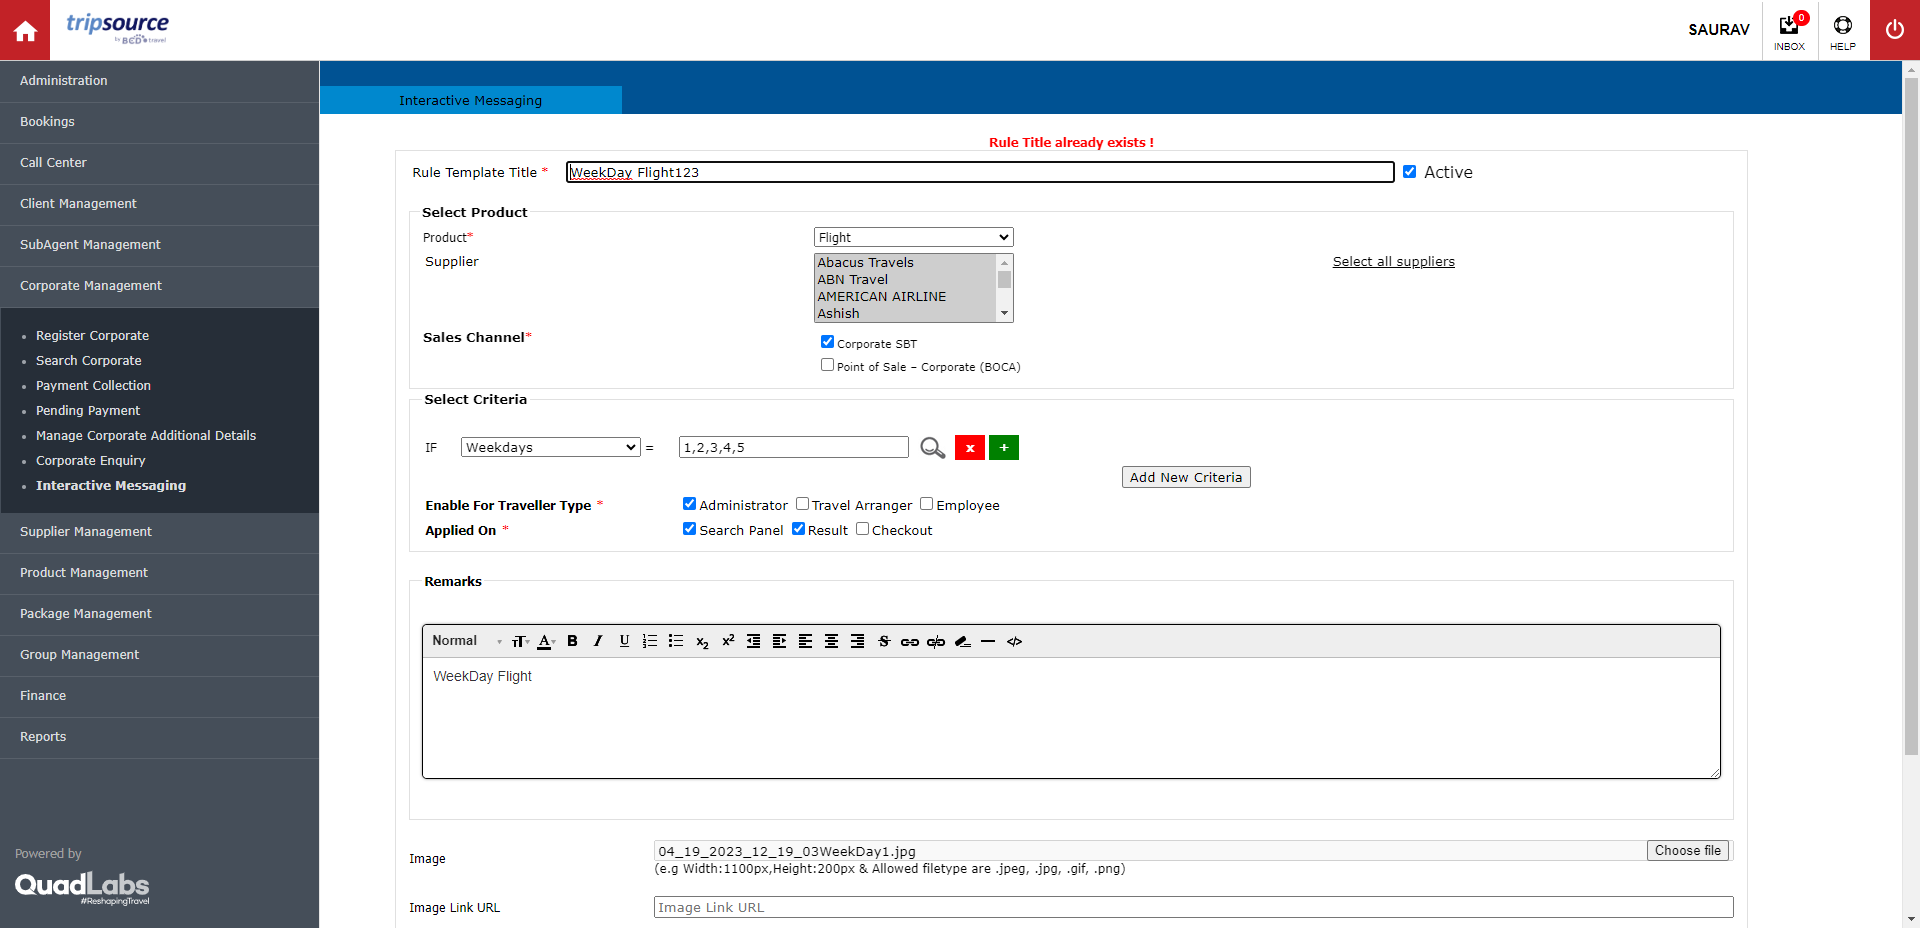 tripsource
by BCD travel
SAURAV
0
INBOX
HELP
Administration
Bookings
Call Center
Client Management
SubAgent Management
Corporate Management
Register Corporate
Search Corporate
Payment Collection
Pending Payment
Manage Corporate Additional Details
Corporate Enquiry
Interactive Messaging
Supplier Management
Product Management
Package Management
Group Management
Finance
Reports
Powered by
QuadLabs
#ReshapingTravel
Interactive Messaging
Rule Title already exists !
Rule Template Title * WeekDay Flight123 Active
Select Product
Product* Flight
Supplier Abacus Travels Select all suppliers
ABN Travel
AMERICAN AIRLINE
Ashish
Sales Channel* Corporate SBT
Point of Sale – Corporate (BOCA)
Select Criteria
IF Weekdays = 1,2,3,4,5 x +
Add New Criteria
Enable For Traveller Type * Administrator Travel Arranger Employee
Applied On * Search Panel Result Checkout
Remarks
Normal TT A B I U x2 x2 S </>
WeekDay Flight
Image 04_19_2023_12_19_03WeekDay1.jpg Choose file
(e.g Width:1100px,Height:200px & Allowed filetype are .jpeg, .jpg, .gif, .png)
Image Link URL Image Link URL